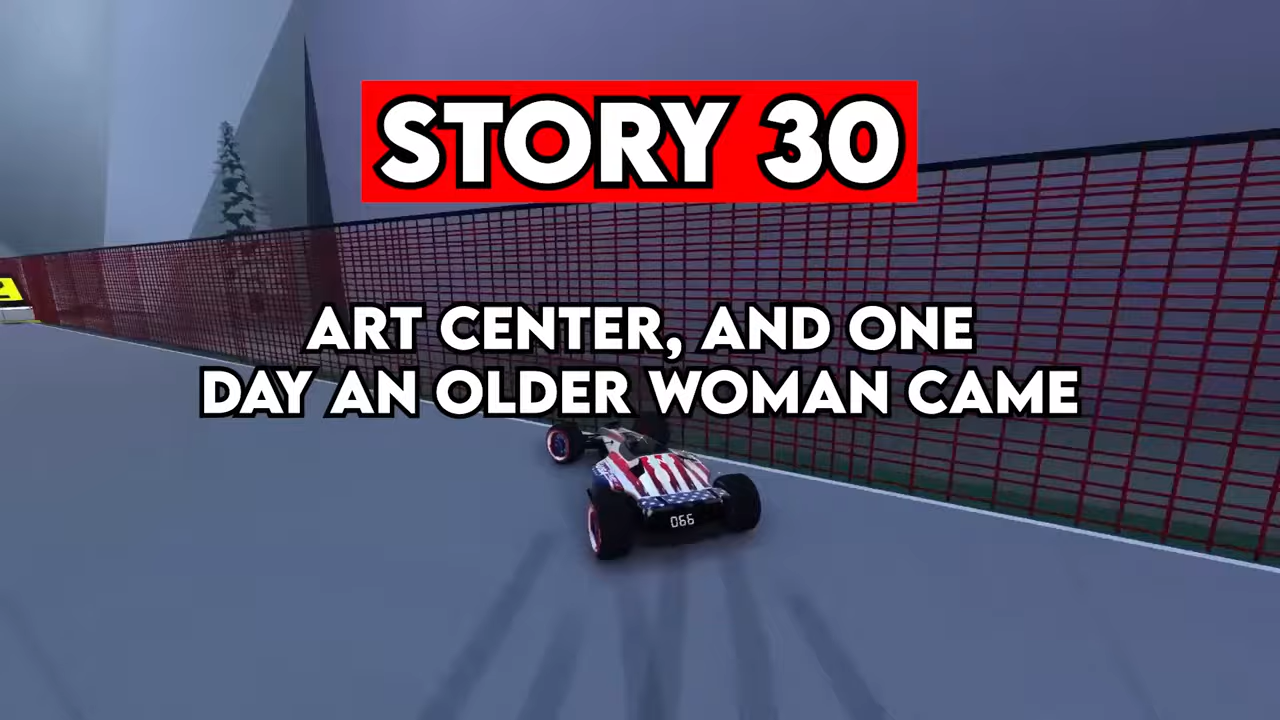 STORY 30
ART CENTER, AND ONE
DAY AN OLDER WOMAN CAME
066